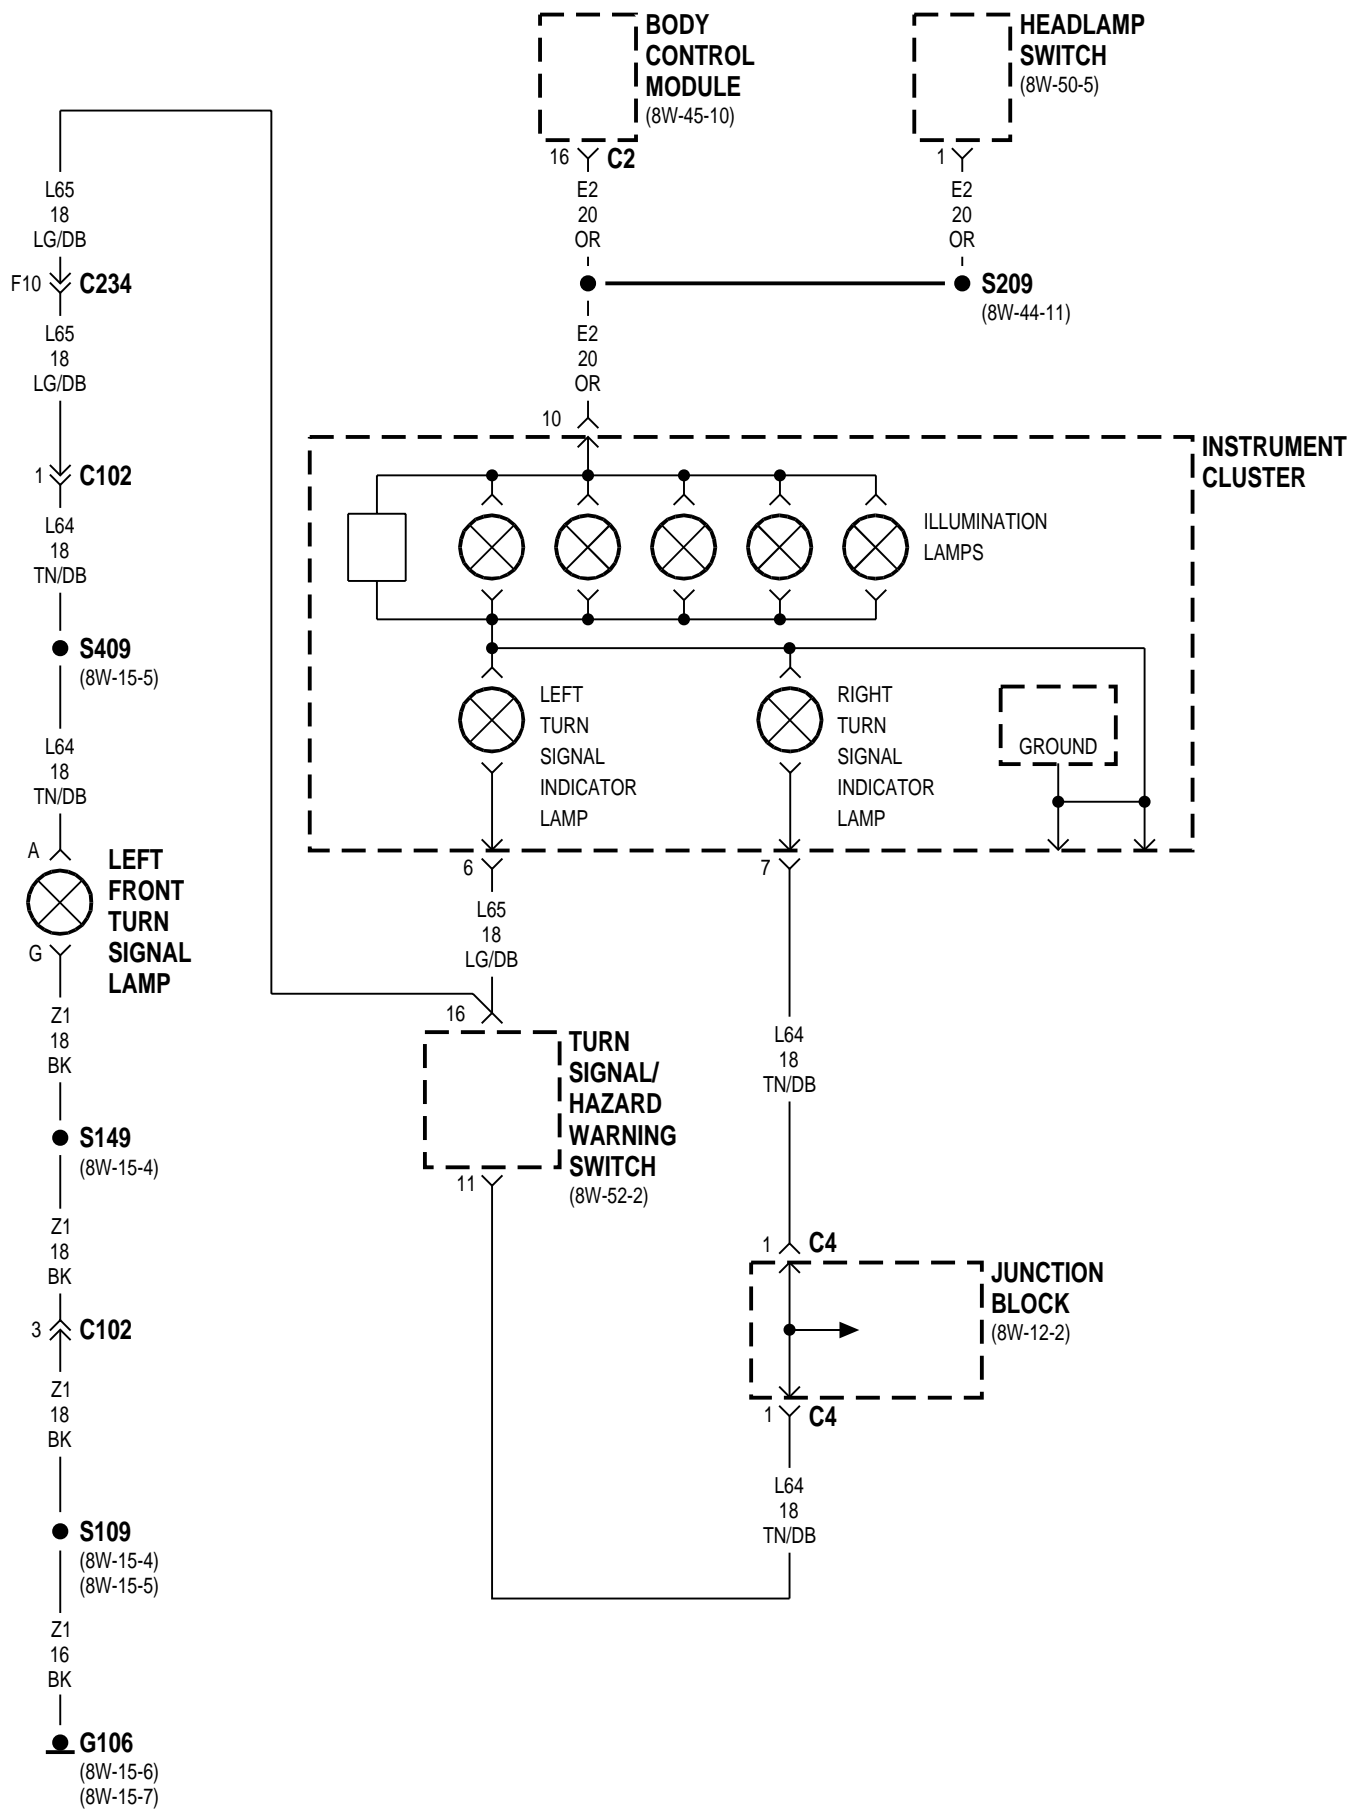 BODY
CONTROL
MODULE
(8W-45-10)
16
C2
E2
20
OR
HEADLAMP
SWITCH
(8W-50-5)
1
E2
20
OR
S209
(8W-44-11)
E2
20
OR
10
L65
18
LG/DB
F10
C234
L65
18
LG/DB
1
C102
L64
18
TN/DB
S409
(8W-15-5)
L64
18
TN/DB
A
LEFT
FRONT
TURN
SIGNAL
LAMP
G
Z1
18
BK
S149
(8W-15-4)
Z1
18
BK
3
C102
Z1
18
BK
S109
(8W-15-4)
(8W-15-5)
Z1
16
BK
G106
(8W-15-6)
(8W-15-7)
INSTRUMENT
CLUSTER
ILLUMINATION
LAMPS
LEFT
TURN
SIGNAL
INDICATOR
LAMP
RIGHT
TURN
SIGNAL
INDICATOR
LAMP
GROUND
6
L65
18
LG/DB
16
TURN
SIGNAL/
HAZARD
WARNING
SWITCH
(8W-52-2)
11
7
L64
18
TN/DB
1
C4
JUNCTION
BLOCK
(8W-12-2)
1
C4
L64
18
TN/DB